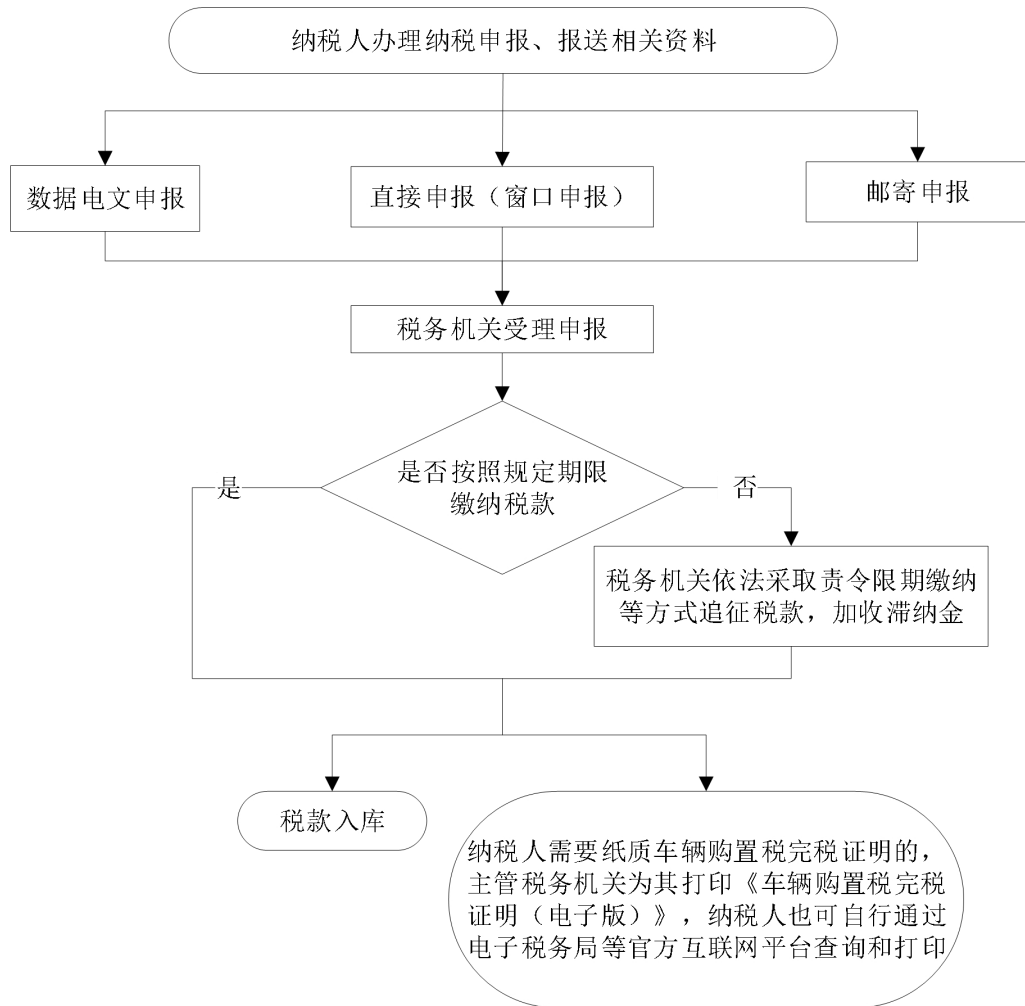 纳税人办理纳税申报、报送相关资料
数据电文申报
直接申报（窗口申报）
邮寄申报
税务机关受理申报
是否按照规定期限
缴纳税款
是
否
税务机关依法采取责令限期缴纳
等方式追征税款，加收滞纳金
税款入库
纳税人需要纸质车辆购置税完税证明的，
主管税务机关为其打印《车辆购置税完税
证明（电子版）》，纳税人也可自行通过
电子税务局等官方互联网平台查询和打印